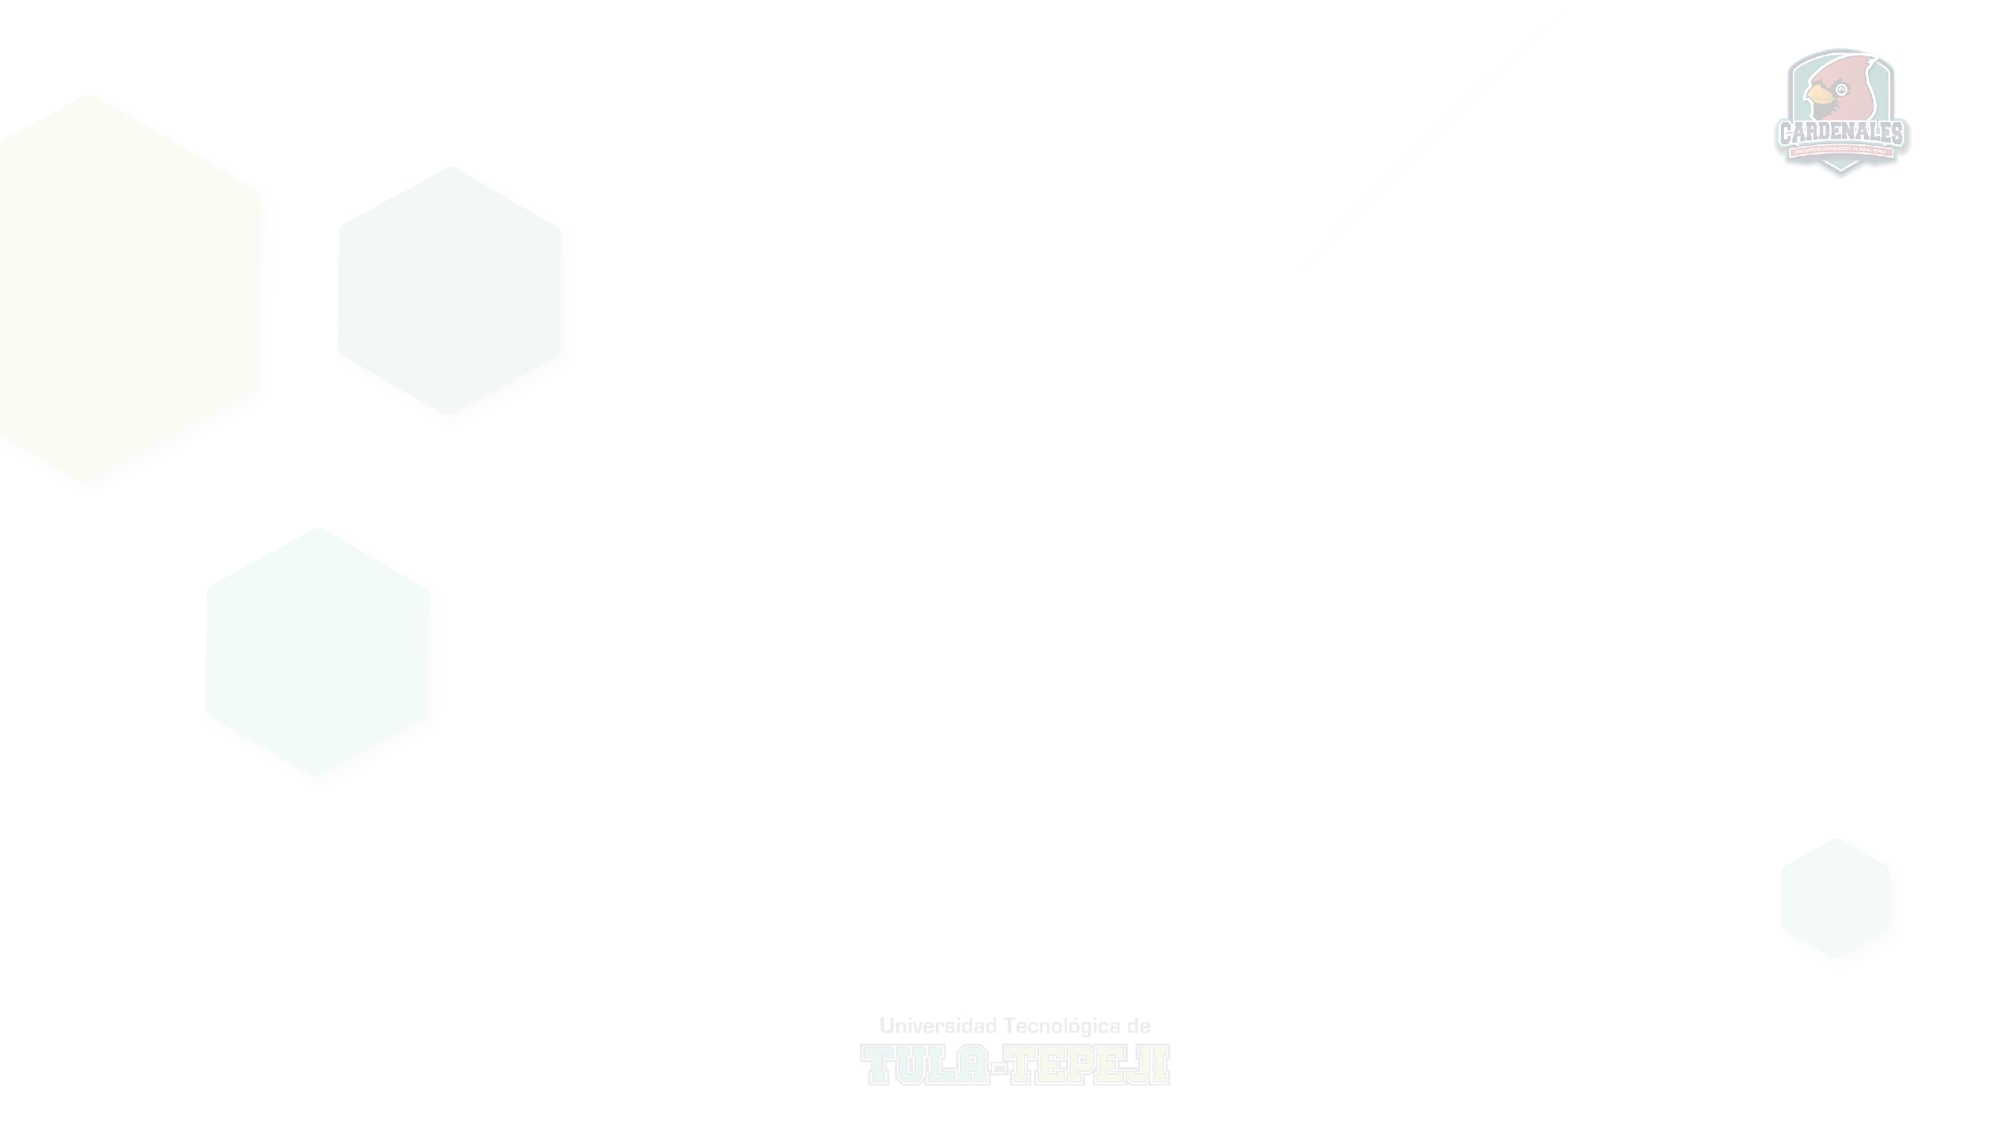 CARDENALES
Universidad Tecnológica de
TULA-TEPEJI